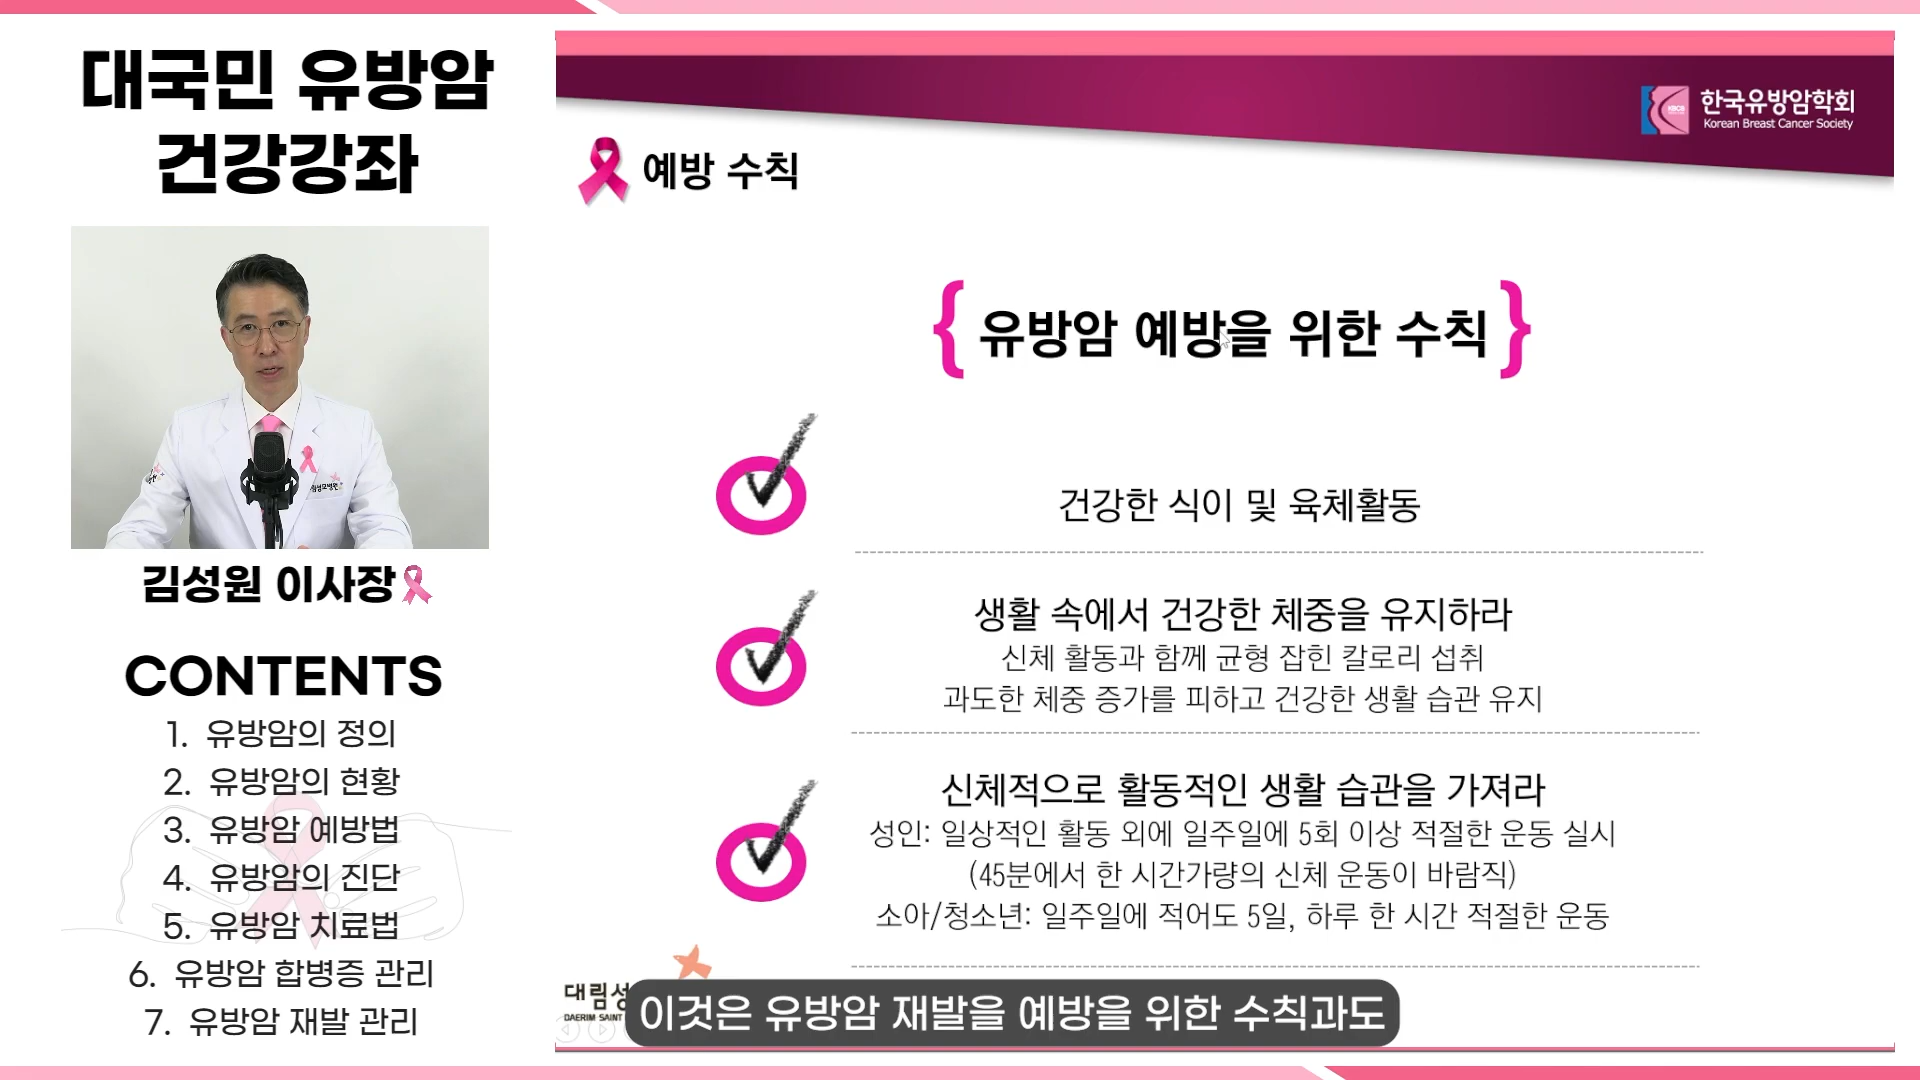 대국민 유방암
건강강좌
김성원 이사장
CONTENTS
1. 유방암의 정의
2. 유방암의 현황
3. 유방암 예방법
4. 유방암의 진단
5. 유방암 치료법
6. 유방암 합병증 관리
7. 유방암 재발 관리
한국유방암학회
Korean Breast Cancer Society
예방 수칙
{ 유방암 예방을 위한 수칙 }
건강한 식이 및 육체활동
생활 속에서 건강한 체중을 유지하라
신체 활동과 함께 균형 잡힌 칼로리 섭취
과도한 체중 증가를 피하고 건강한 생활 습관 유지
신체적으로 활동적인 생활 습관을 가져라
성인: 일상적인 활동 외에 일주일에 5회 이상 적절한 운동 실시
(45분에서 한 시간가량의 신체 운동이 바람직)
소아/청소년: 일주일에 적어도 5일, 하루 한 시간 적절한 운동
대림성
DAERIM SAINT
이것은 유방암 재발을 예방을 위한 수칙과도